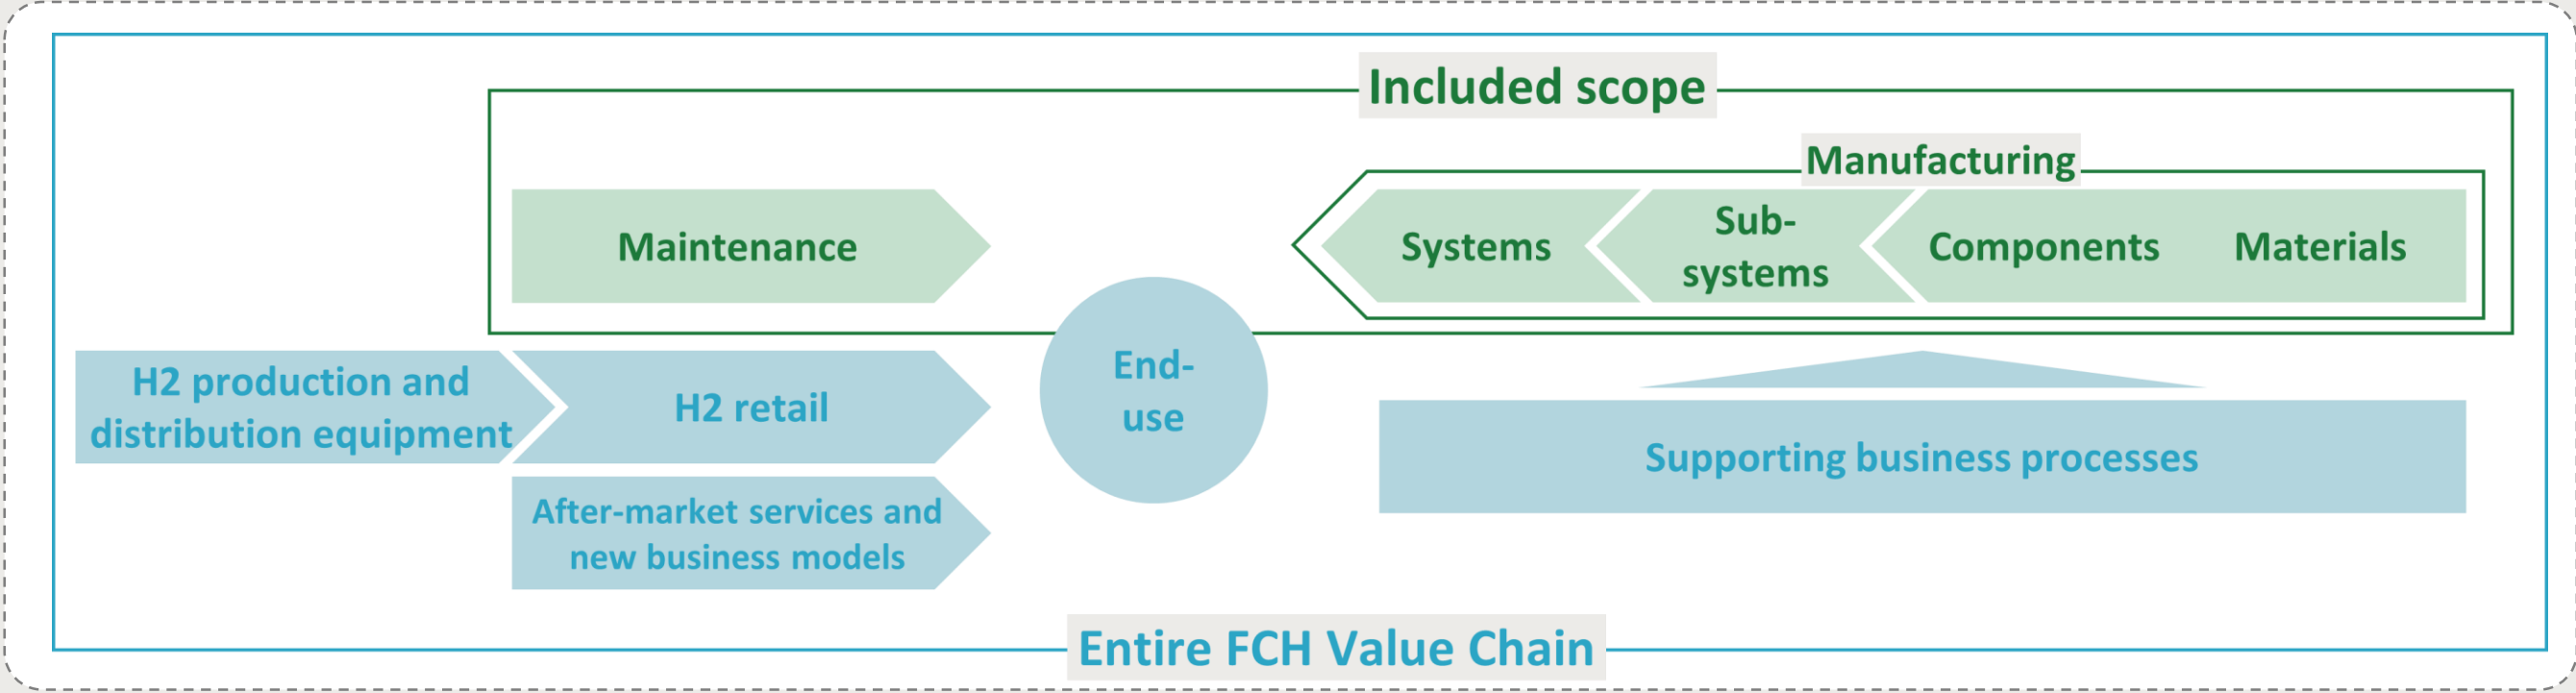 Included scope
Manufacturing
Maintenance
Systems
Sub-
systems
Components
Materials
H2 production and
distribution equipment
H2 retail
End-
use
After-market services and
new business models
Supporting business processes
Entire FCH Value Chain